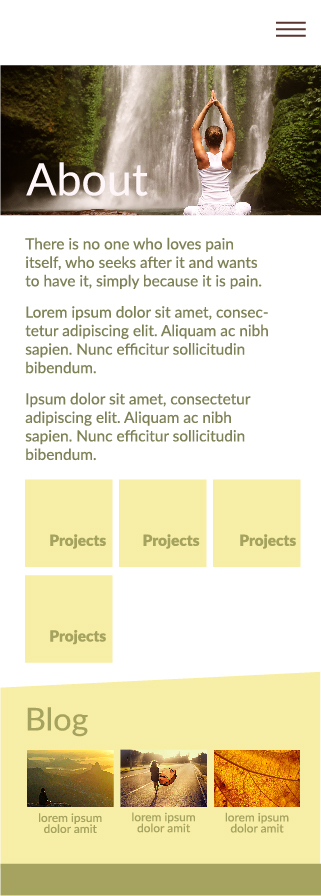 About
There is no one who loves pain
itself, who seeks after it and wants
to have it, simply because it is pain.
Lorem ipsum dolor sit amet, consec-
tetur adipiscing elit. Aliquam ac nibh
sapien. Nunc efficitur sollicitudin
bibendum.
Ipsum dolor sit amet, consectetur
adipiscing elit. Aliquam ac nibh
sapien. Nunc efficitur sollicitudin
bibendum.
Projects
Projects
Projects
Projects
Blog
lorem ipsum
dolor amit
lorem ipsum
dolor amit
lorem ipsum
dolor amit